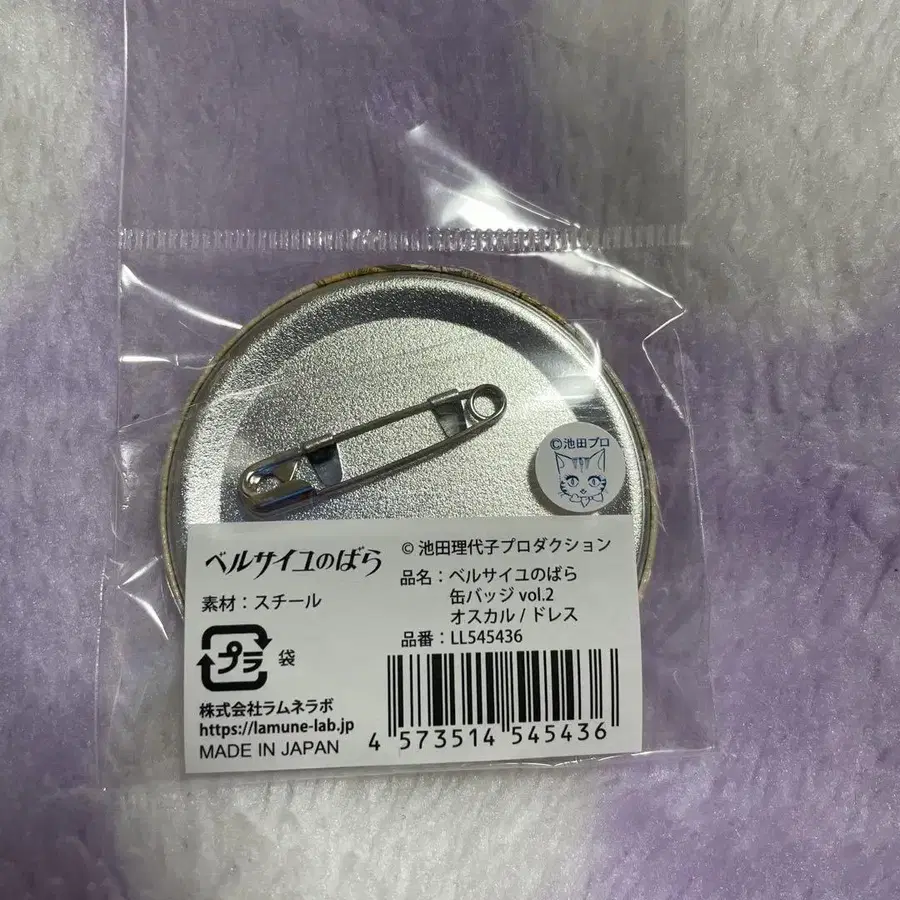 ©池田プロ
ベルサイユのばら
素材：スチール
プラ 袋
株式会社ラムネラボ
https://lamune-lab.jp
MADE IN JAPAN
© 池田理代子プロダクション
品名：ベルサイユのばら
缶バッジ vol.2
オスカル / ドレス
品番：LL545436
4 573514 545436